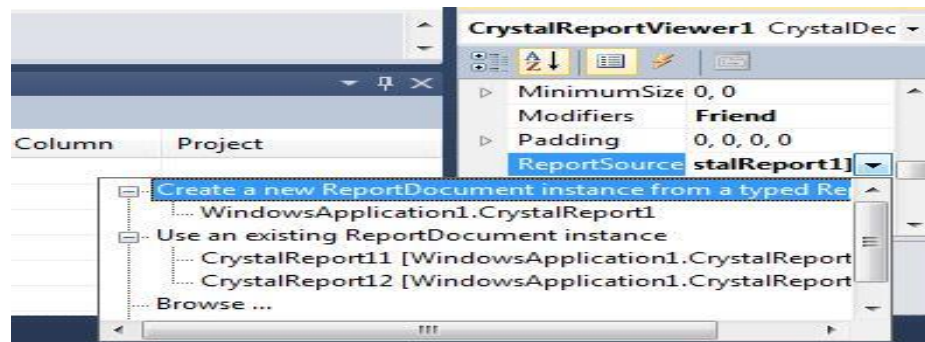 CrystalReportViewer1 CrystalDec
MinimumSize 0, 0
Modifiers Friend
Column Project
Padding 0, 0, 0, 0
ReportSource stalReport1]
Create a new ReportDocument instance from a typed Re
WindowsApplication1.CrystalReport1
Use an existing ReportDocument instance
CrystalReport11 [WindowsApplication1.CrystalReport
CrystalReport12 [WindowsApplication1.CrystalReport
Browse ...